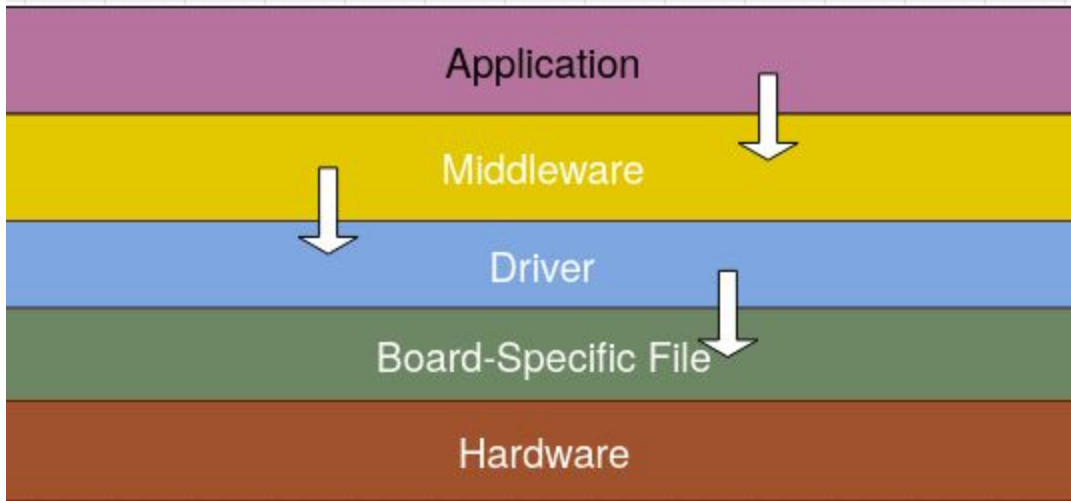 Application
Middleware
Driver
Board-Specific File
Hardware